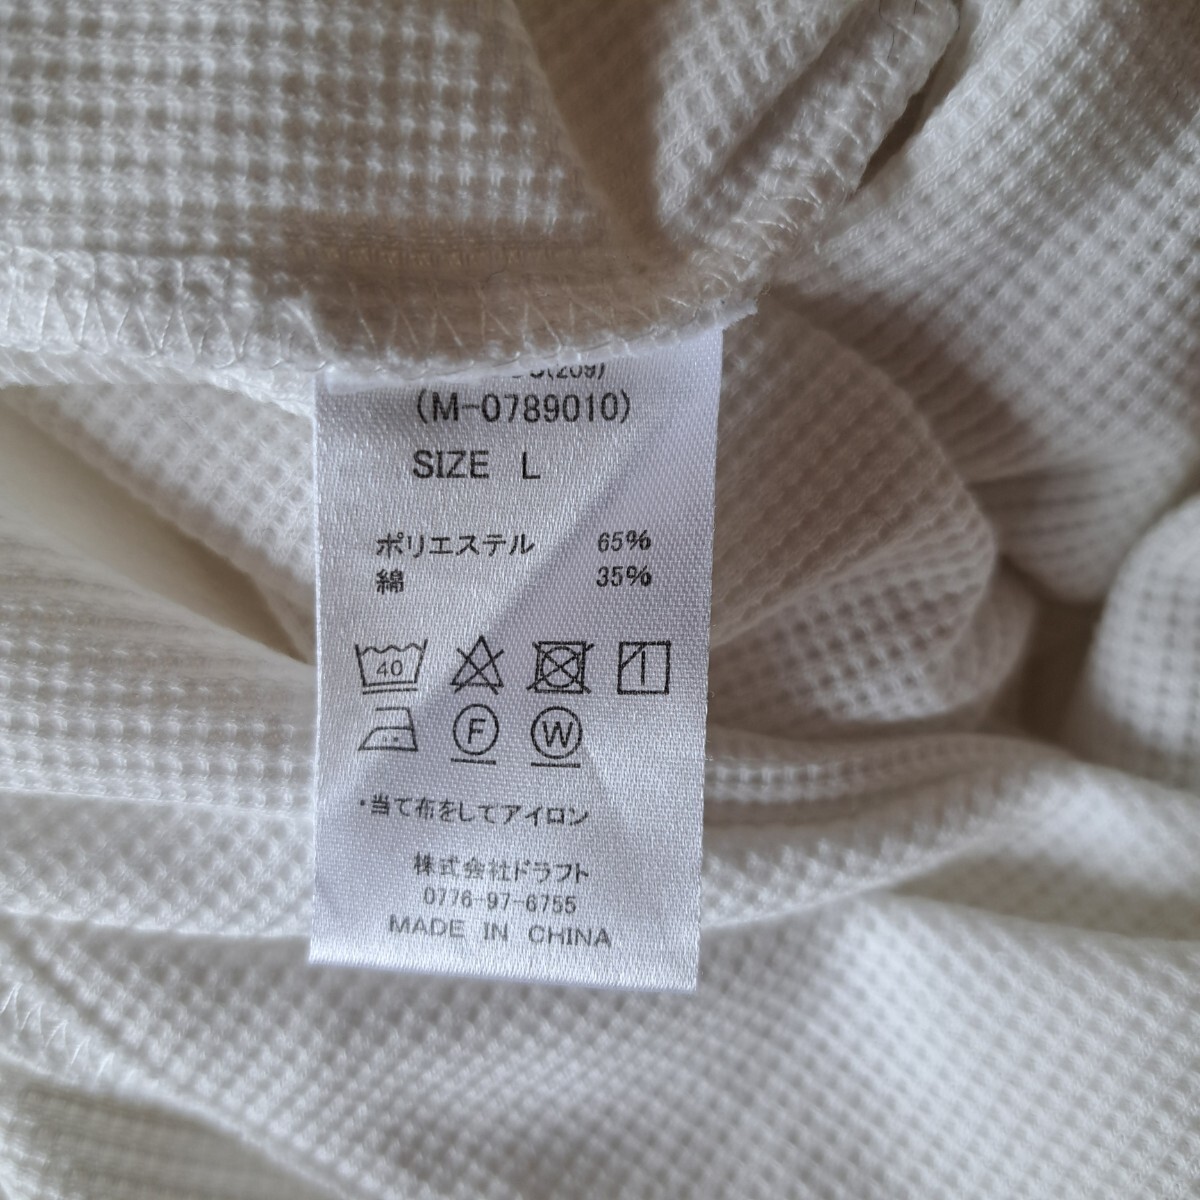 (M-0789010)
SIZE L
ポリエステル 65%
綿 35%
40
F W
・当て布をしてアイロン
株式会社ドラフト
0776-97-6755
MADE IN CHINA